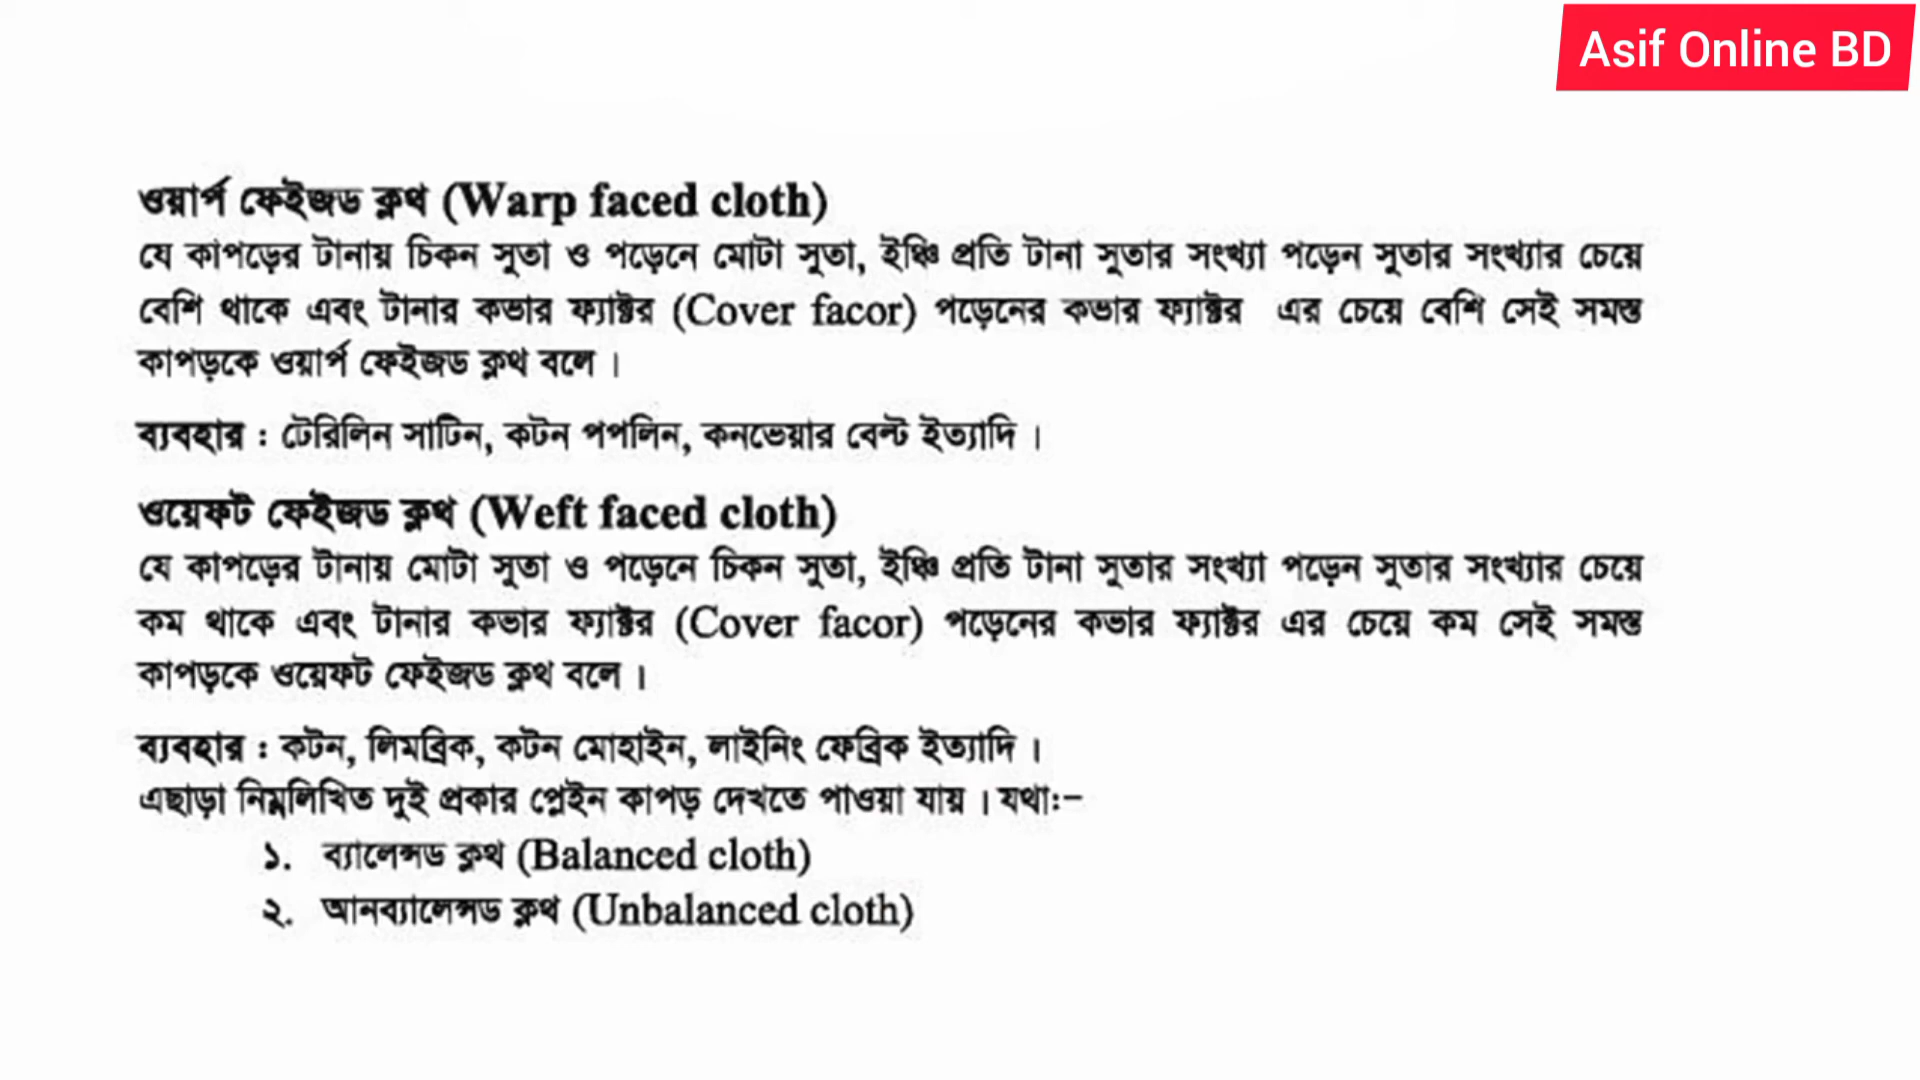 Asif Online BD
ওয়ার্প ফেইজড ক্লথ (Warp faced cloth)
যে কাপড়ের টানায় চিকন সুতা ও পড়েনে মোটা সুতা, ইঞ্চি প্রতি টানা সুতার সংখ্যা পড়েন সুতার সংখ্যার চেয়ে
বেশি থাকে এবং টানার কভার ফ্যাক্টর (Cover facor) পড়েনের কভার ফ্যাক্টর এর চেয়ে বেশি সেই সমস্ত
কাপড়কে ওয়ার্প ফেইজড ক্লথ বলে।
ব্যবহার : টেরিলিন সাটিন, কটন পপলিন, কনভেয়ার বেল্ট ইত্যাদি।
ওয়েফট ফেইজড ক্লথ (Weft faced cloth)
যে কাপড়ের টানায় মোটা সুতা ও পড়েনে চিকন সুতা, ইঞ্চি প্রতি টানা সুতার সংখ্যা পড়েন সুতার সংখ্যার চেয়ে
কম থাকে এবং টানার কভার ফ্যাক্টর (Cover facor) পড়েনের কভার ফ্যাক্টর এর চেয়ে কম সেই সমস্ত
কাপড়কে ওয়েফট ফেইজড ক্লথ বলে।
ব্যবহার : কটন, লিমব্রিক, কটন মোহাইন, লাইনিং ফেব্রিক ইত্যাদি।
এছাড়া নিম্নলিখিত দুই প্রকার প্লেইন কাপড় দেখতে পাওয়া যায়। যথাঃ–
১. ব্যালেন্সড ক্লথ (Balanced cloth)
২. আনব্যালেন্সড ক্লথ (Unbalanced cloth)